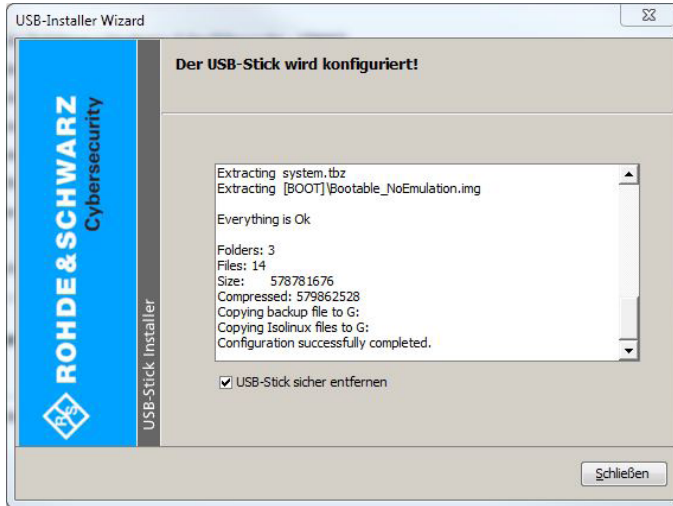 USB-Installer Wizard
ROHDE & SCHWARZ
Cybersecurity
R S
USB-Stick Installer
Der USB-Stick wird konfiguriert!
Extracting system.tbz
Extracting [BOOT]\Bootable_NoEmulation.img
Everything is Ok
Folders: 3
Files: 14
Size: 578781676
Compressed: 579862528
Copying backup file to G:
Copying Isolinux files to G:
Configuration successfully completed.
USB-Stick sicher entfernen
Schließen